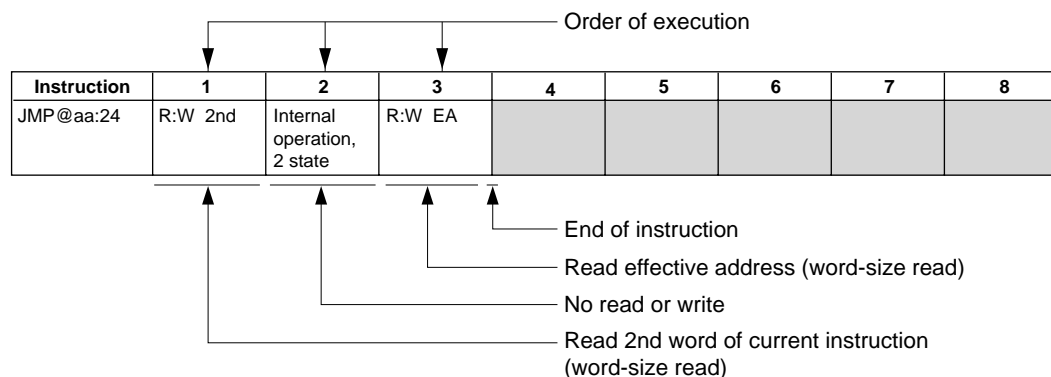 Order of execution
Instruction 1 2 3 4 5 6 7 8
JMP@aa:24 R:W 2nd Internal R:W EA
operation,
2 state
End of instruction
Read effective address (word-size read)
No read or write
Read 2nd word of current instruction
(word-size read)